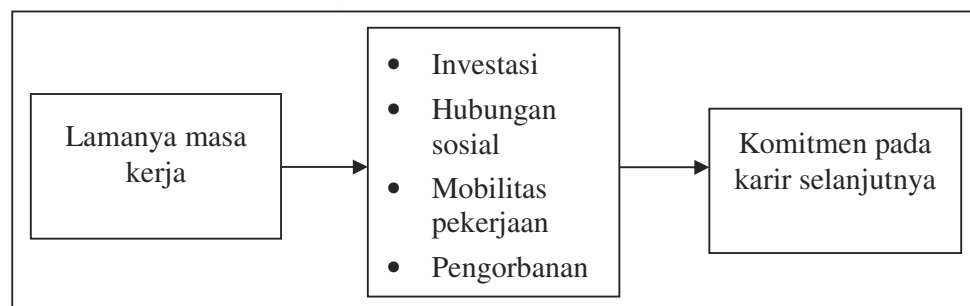 Lamanya masa
kerja
• Investasi
• Hubungan
sosial
• Mobilitas
pekerjaan
• Pengorbanan
Komitmen pada
karir selanjutnya